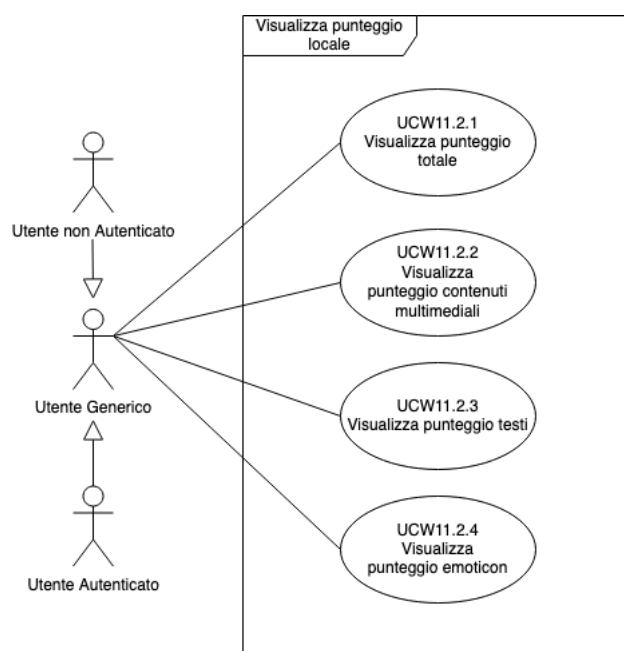 Visualizza punteggio
locale
UCW11.2.1
Visualizza punteggio
totale
Utente non Autenticato
UCW11.2.2
Visualizza
punteggio contenuti
multimediali
Utente Generico
UCW11.2.3
Visualizza punteggio testi
UCW11.2.4
Visualizza
punteggio emoticon
Utente Autenticato